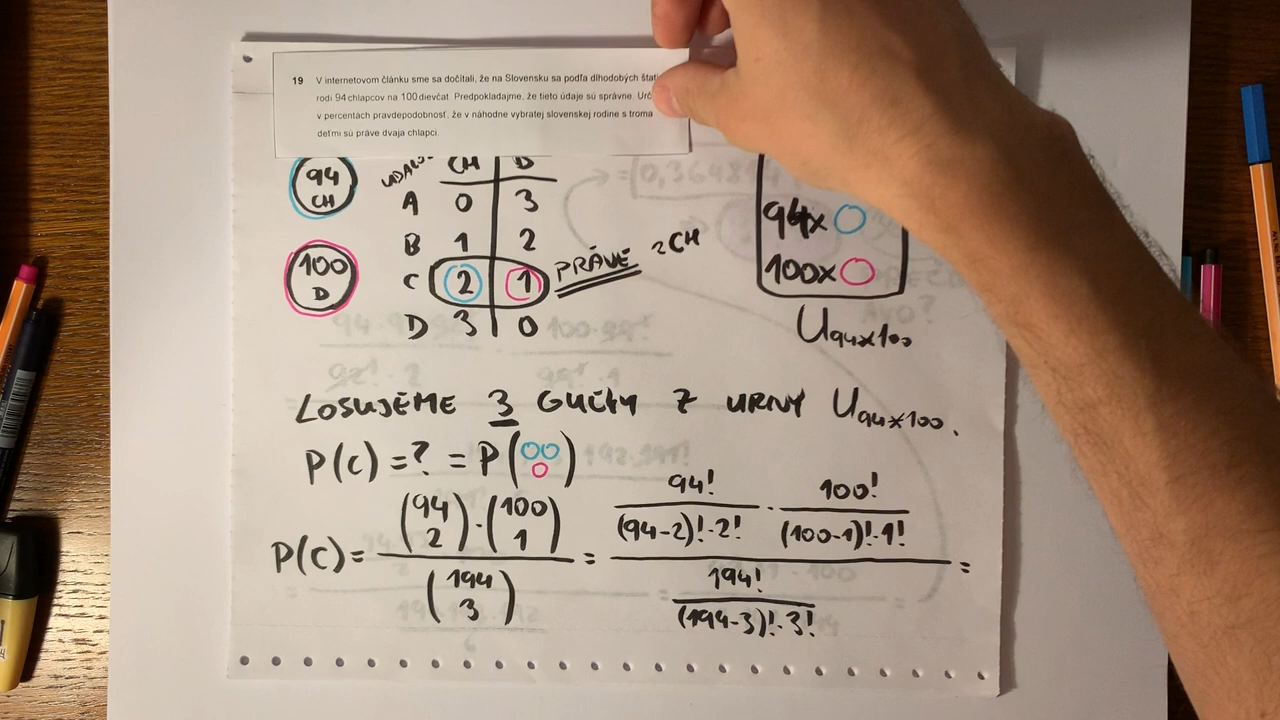 19 V internetovom článku sme sa dočítali, že na Slovensku sa podľa dlhodobých štati
rodí 94 chlapcov na 100 dievčat. Predpokladajme, že tieto údaje sú správne. Urč
v percentách pravdepodobnosť, že v náhodne vybratej slovenskej rodine s troma
deťmi sú práve dvaja chlapci.
CH D
94
CH
A 0 3
B 1 2
100
D
C 2 1 PRÁVE 2CH
D 3 0
94x
100x
U94x100
LOSUJEME 3 GUĽKY Z URNY U94x100.
P(C) = ? = P( )
P(C) = (94 2)·(100 1) / (194 3) = 94!/((94-2)!·2!) · 100!/((100-1)!·1!) / 194!/((194-3)!·3!) =